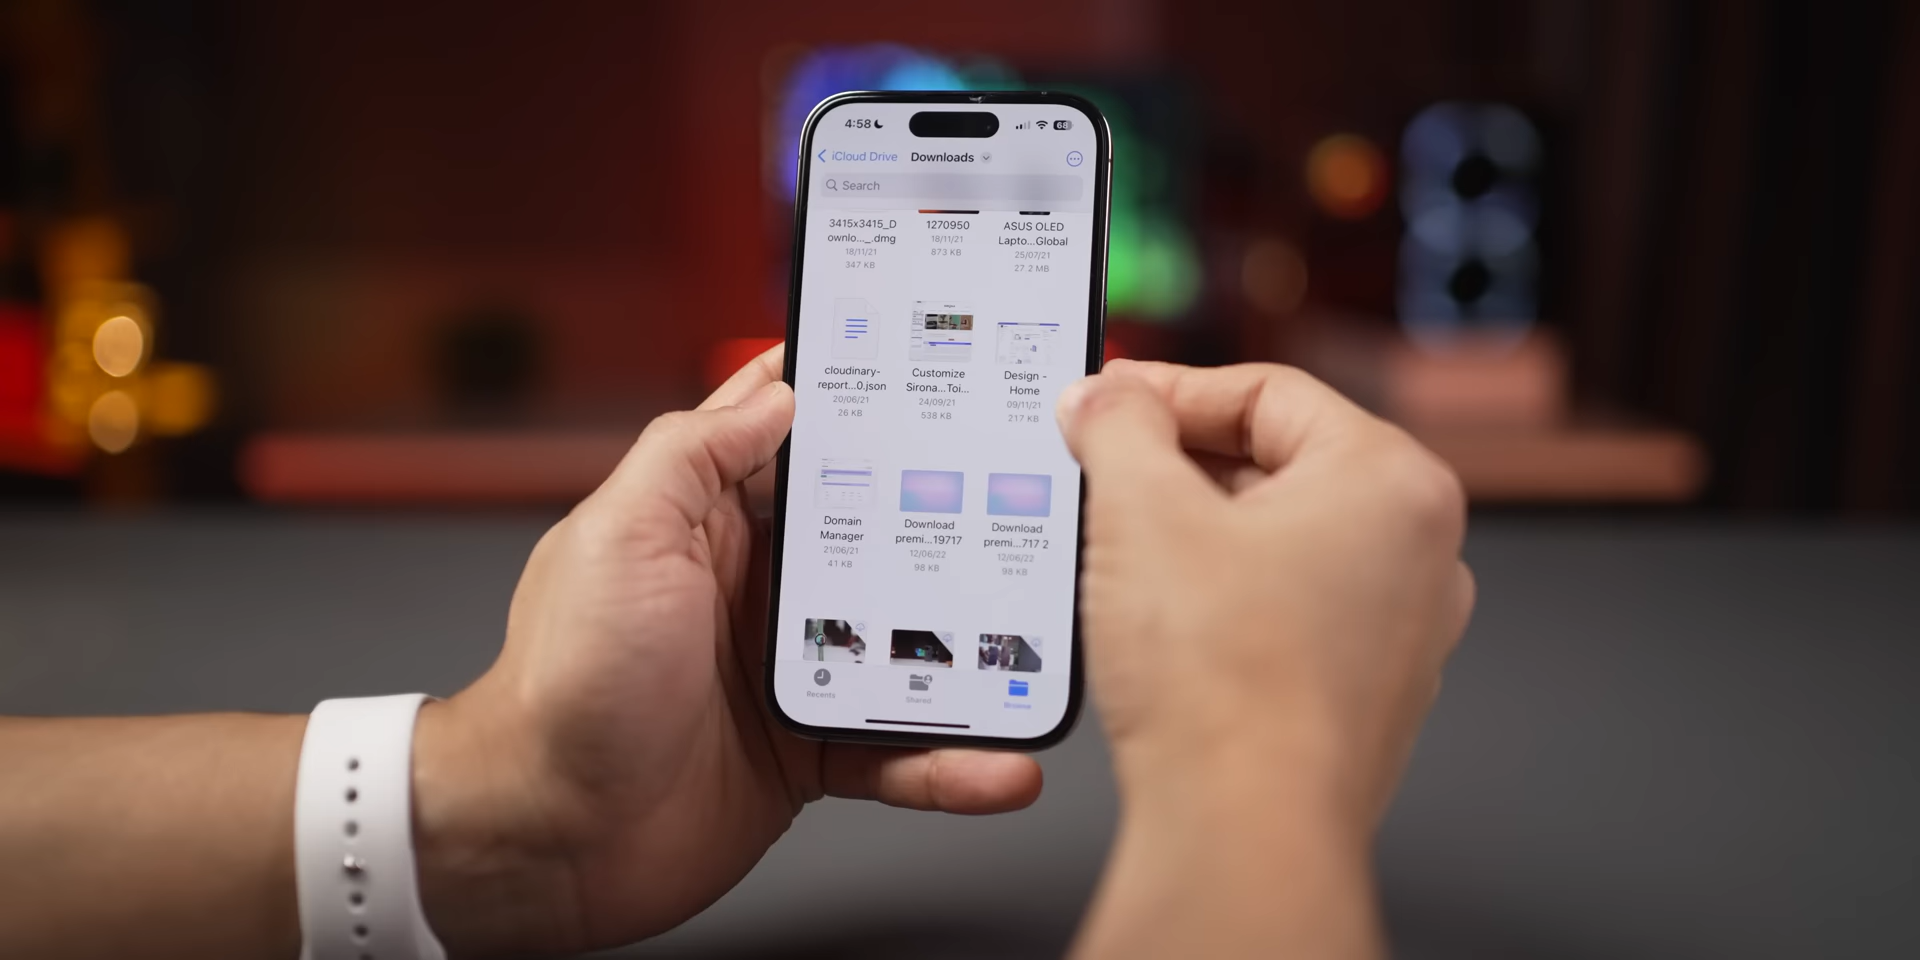 4:58
68
iCloud Drive
Downloads
Search
3415x3415_D
ownlo..._.dmg
18/11/21
347 KB
1270950
18/11/21
873 KB
ASUS OLED
Lapto...Global
25/07/21
27.2 MB
cloudinary-
report...0.json
20/06/21
26 KB
Customize
Sirona...Toi...
24/09/21
538 KB
Design -
Home
09/11/21
217 KB
Domain
Manager
21/06/21
41 KB
Download
premi...19717
12/06/22
98 KB
Download
premi...717 2
12/06/22
98 KB
Recents
Shared
Browse